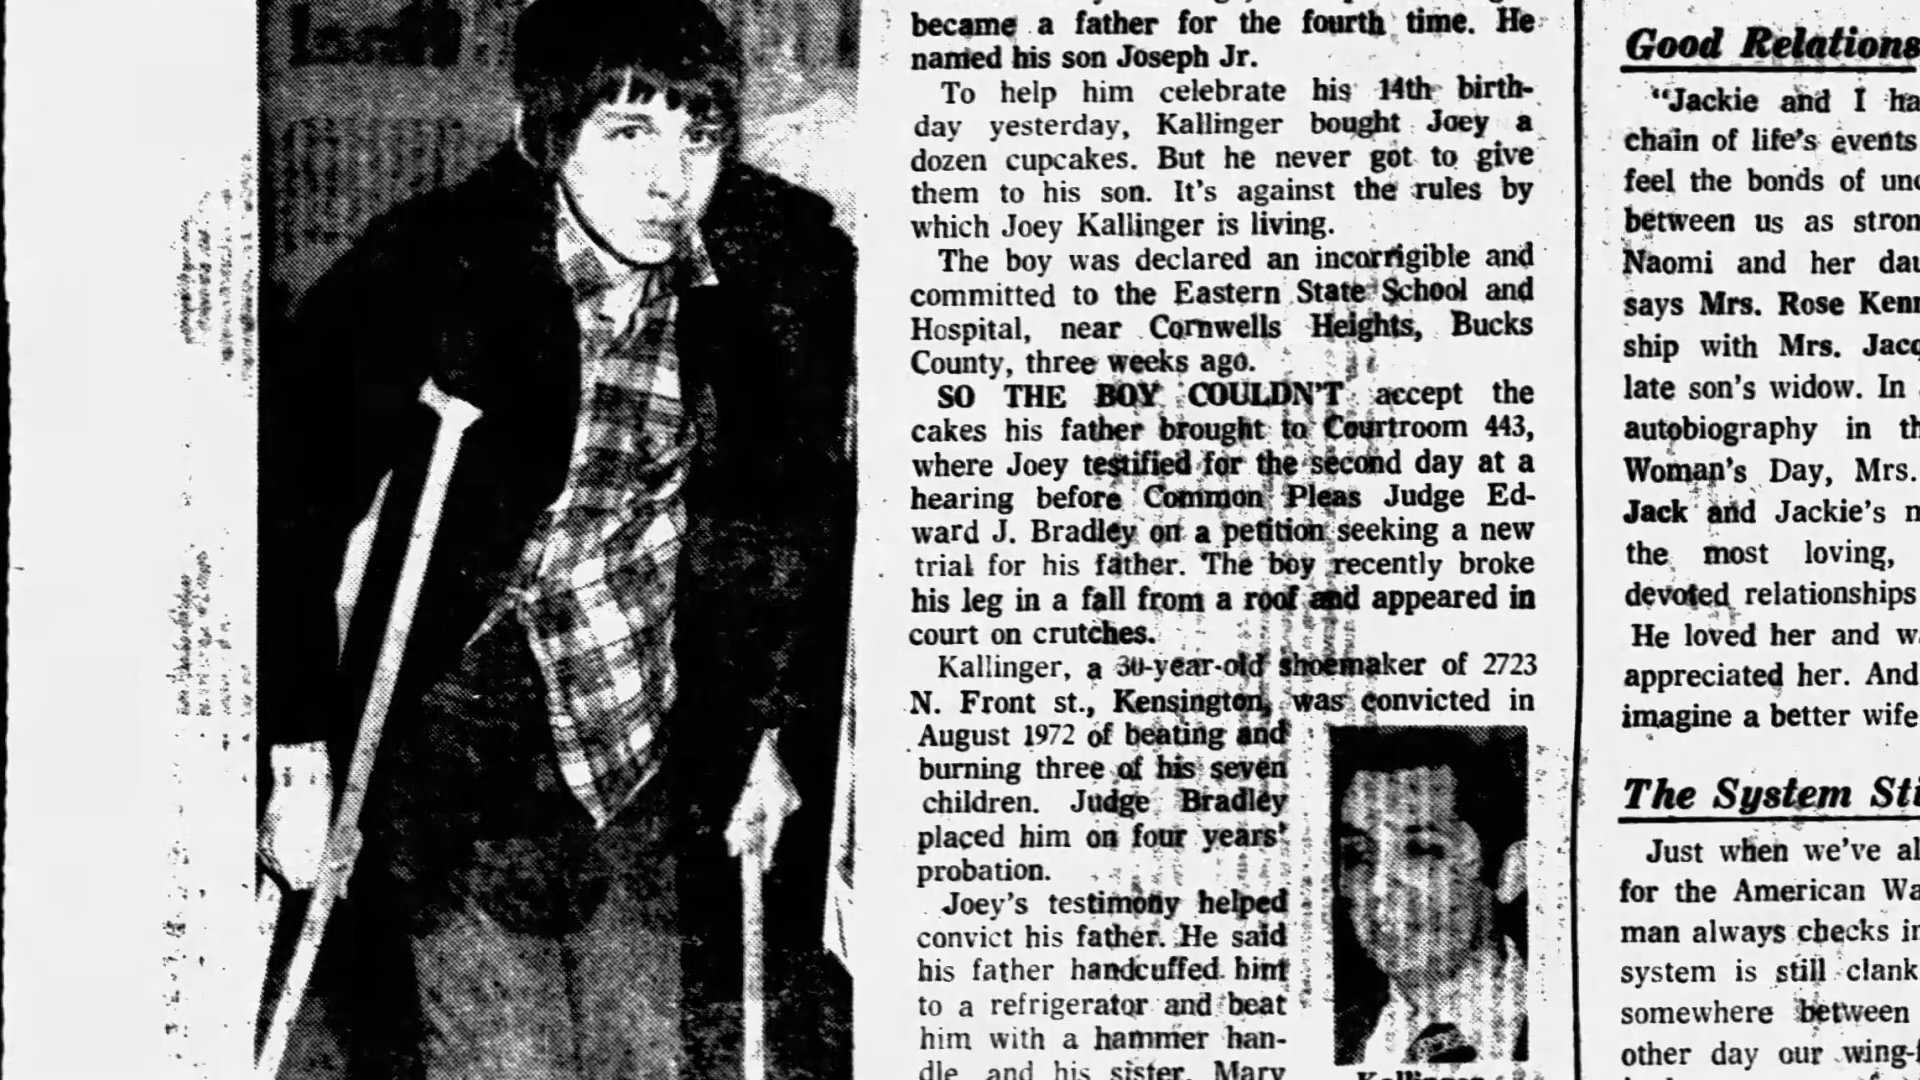 became a father for the fourth time. He
named his son Joseph Jr.
To help him celebrate his 14th birth-
day yesterday, Kallinger bought Joey a
dozen cupcakes. But he never got to give
them to his son. It's against the rules by
which Joey Kallinger is living.
The boy was declared an incorrigible and
committed to the Eastern State School and
Hospital, near Cornwells Heights, Bucks
County, three weeks ago.
SO THE BOY COULDN'T accept the
cakes his father brought to Courtroom 443,
where Joey testified for the second day at a
hearing before Common Pleas Judge Ed-
ward J. Bradley on a petition seeking a new
trial for his father. The boy recently broke
his leg in a fall from a roof and appeared in
court on crutches.
Kallinger, a 30-year-old shoemaker of 2723
N. Front st., Kensington, was convicted in
August 1972 of beating and
burning three of his seven
children. Judge Bradley
placed him on four years'
probation.
Joey's testimony helped
convict his father. He said
his father handcuffed him
to a refrigerator and beat
him with a hammer han-
dle, and his sister, Mary
Kallinger
Good Relations
"Jackie and I ha
chain of life's events
feel the bonds of und
between us as stron
Naomi and her dau
says Mrs. Rose Kenn
ship with Mrs. Jacq
late son's widow. In
autobiography in th
Woman's Day, Mrs.
Jack and Jackie's m
the most loving,
devoted relationships
He loved her and w
appreciated her. And
imagine a better wife
The System Sti
Just when we've al
for the American Wa
man always checks in
system is still clank
somewhere between
other day our wing-f